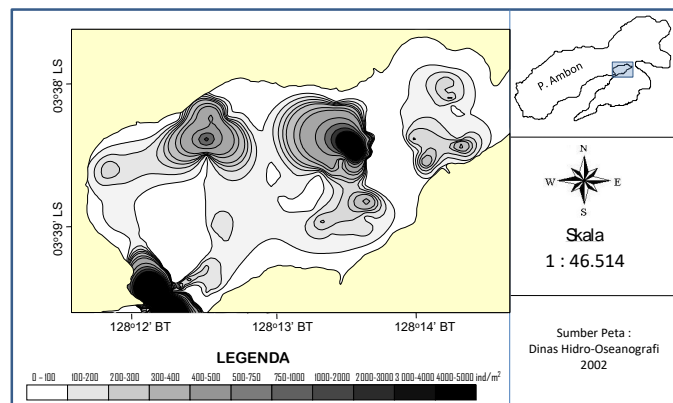 03°38' LS
03°39' LS
128°12' BT
128°13' BT
128°14' BT
LEGENDA
0 – 100
100-200
200-300
300-400
400-500
500-750
750-1000
1000-2000
2000-3000
3 000-4000
4000-5000 ind/m²
P. Ambon
N
W
E
S
Skala
1 : 46.514
Sumber Peta :
Dinas Hidro-Oseanografi
2002